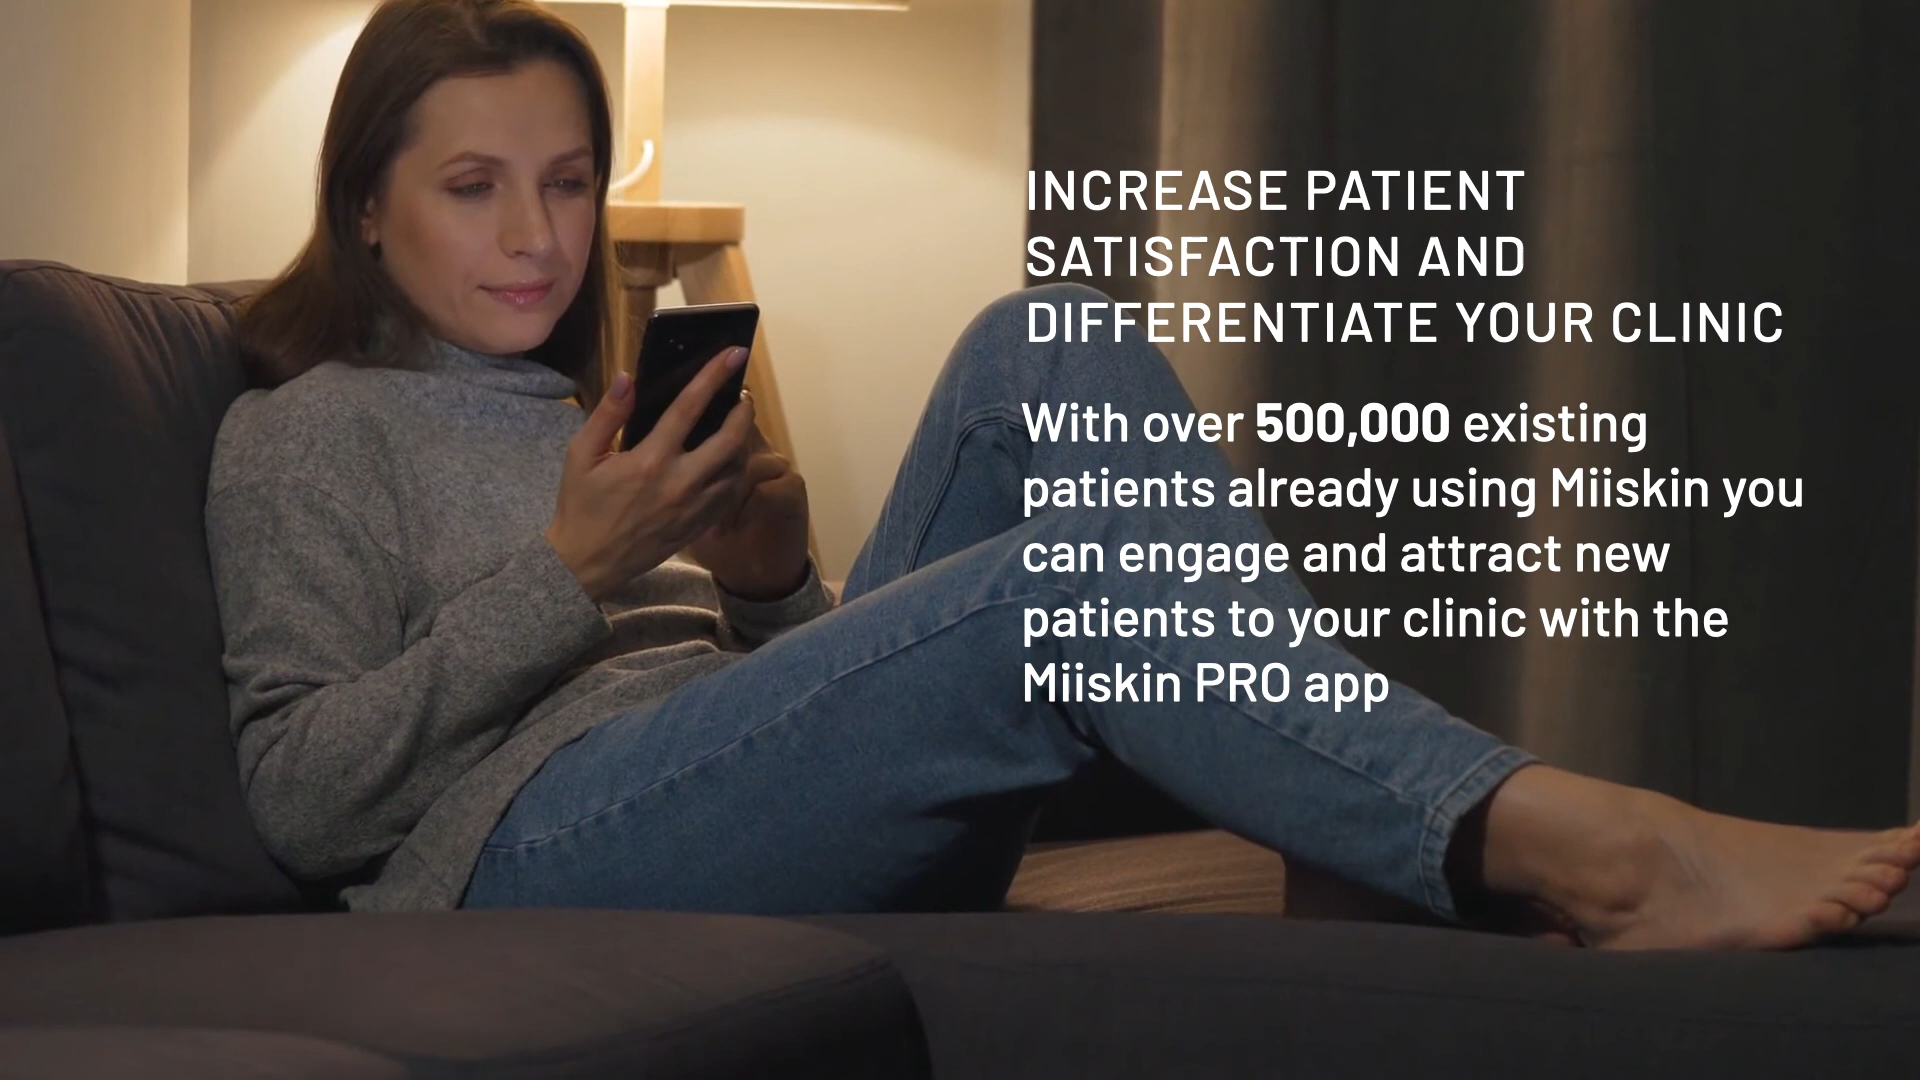 INCREASE PATIENT
SATISFACTION AND
DIFFERENTIATE YOUR CLINIC
With over 500,000 existing
patients already using Miiskin you
can engage and attract new
patients to your clinic with the
Miiskin PRO app